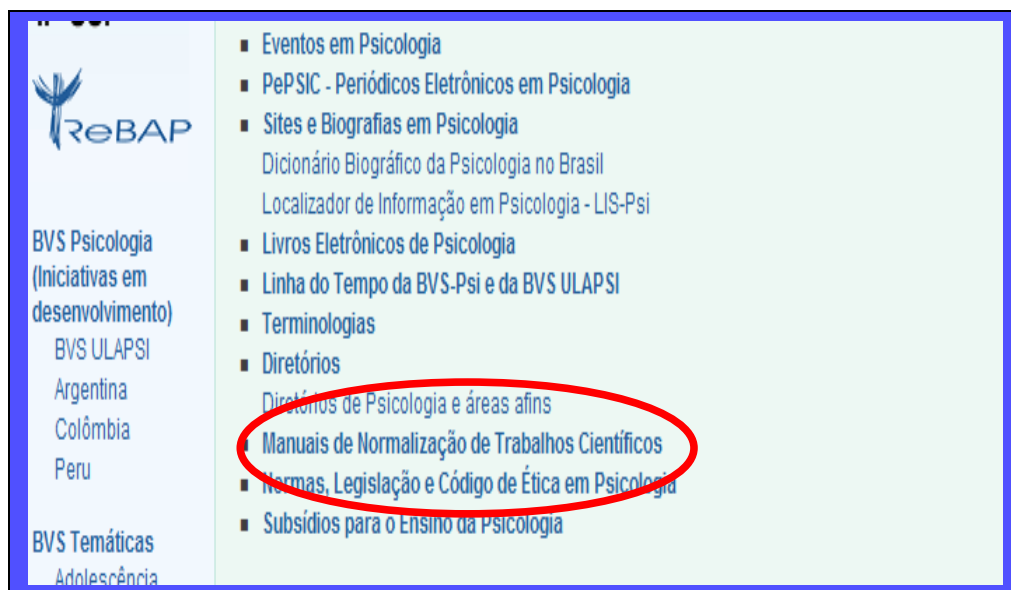 ReBAP
BVS Psicologia
(Iniciativas em
desenvolvimento)
BVS ULAPSI
Argentina
Colômbia
Peru
BVS Temáticas
Adolescência
Eventos em Psicologia
PePSIC - Periódicos Eletrônicos em Psicologia
Sites e Biografias em Psicologia
Dicionário Biográfico da Psicologia no Brasil
Localizador de Informação em Psicologia - LIS-Psi
Livros Eletrônicos de Psicologia
Linha do Tempo da BVS-Psi e da BVS ULAPSI
Terminologias
Diretórios
Diretórios de Psicologia e áreas afins
Manuais de Normalização de Trabalhos Científicos
Normas, Legislação e Código de Ética em Psicologia
Subsídios para o Ensino da Psicologia